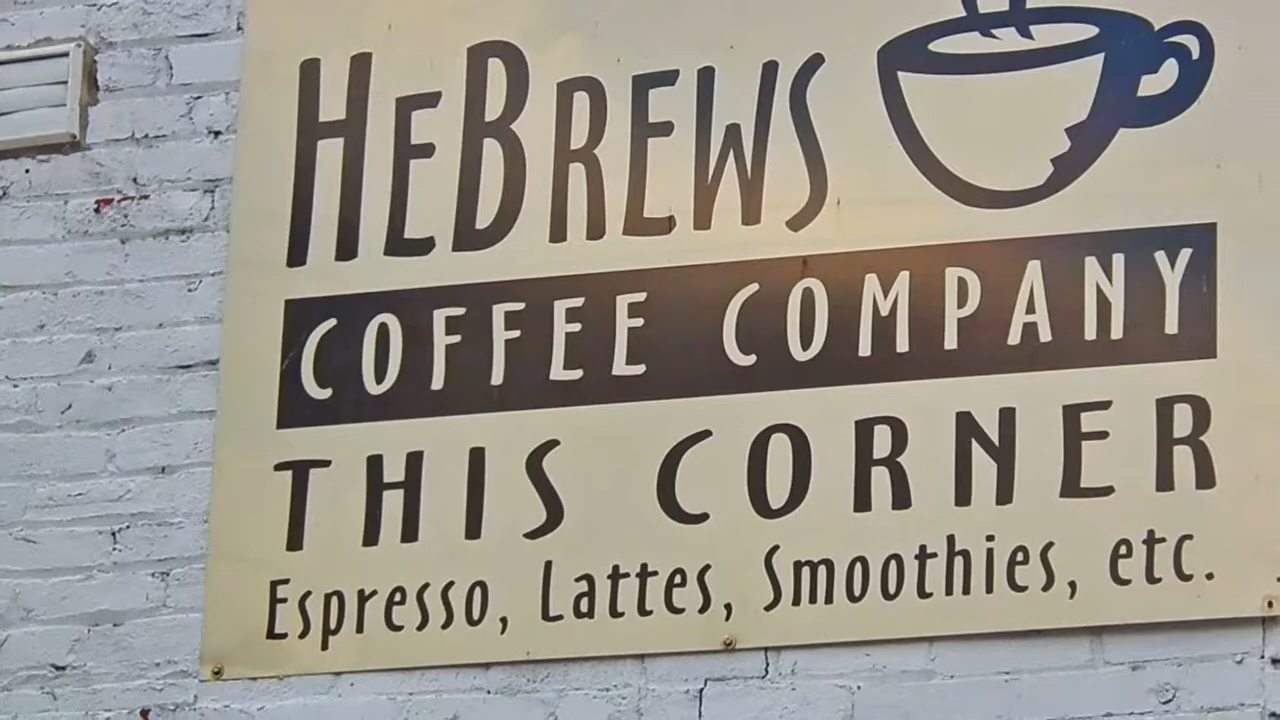 HEBREWS
COFFEE COMPANY
THIS CORNER
Espresso, Lattes, Smoothies, etc.